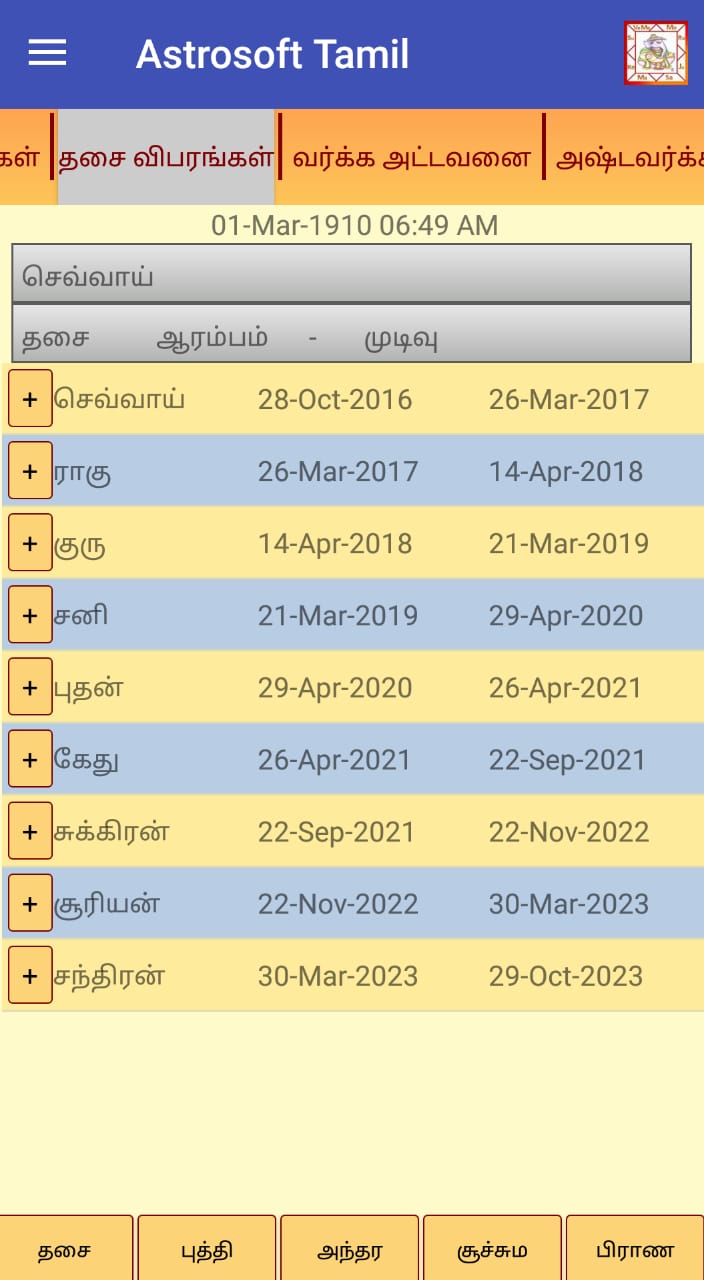 Astrosoft Tamil
கள் தசை விபரங்கள் வர்க்க அட்டவனை அஷ்டவர்க்க
01-Mar-1910 06:49 AM
செவ்வாய்
தசை ஆரம்பம் - முடிவு
+ செவ்வாய் 28-Oct-2016 26-Mar-2017
+ ராகு 26-Mar-2017 14-Apr-2018
+ குரு 14-Apr-2018 21-Mar-2019
+ சனி 21-Mar-2019 29-Apr-2020
+ புதன் 29-Apr-2020 26-Apr-2021
+ கேது 26-Apr-2021 22-Sep-2021
+ சுக்கிரன் 22-Sep-2021 22-Nov-2022
+ சூரியன் 22-Nov-2022 30-Mar-2023
+ சந்திரன் 30-Mar-2023 29-Oct-2023
தசை புத்தி அந்தர சூச்சும பிராண